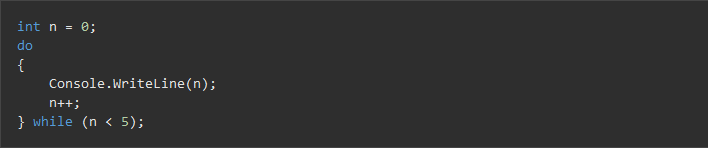 int n = 0;
do
{
    Console.WriteLine(n);
    n++;
} while (n < 5);